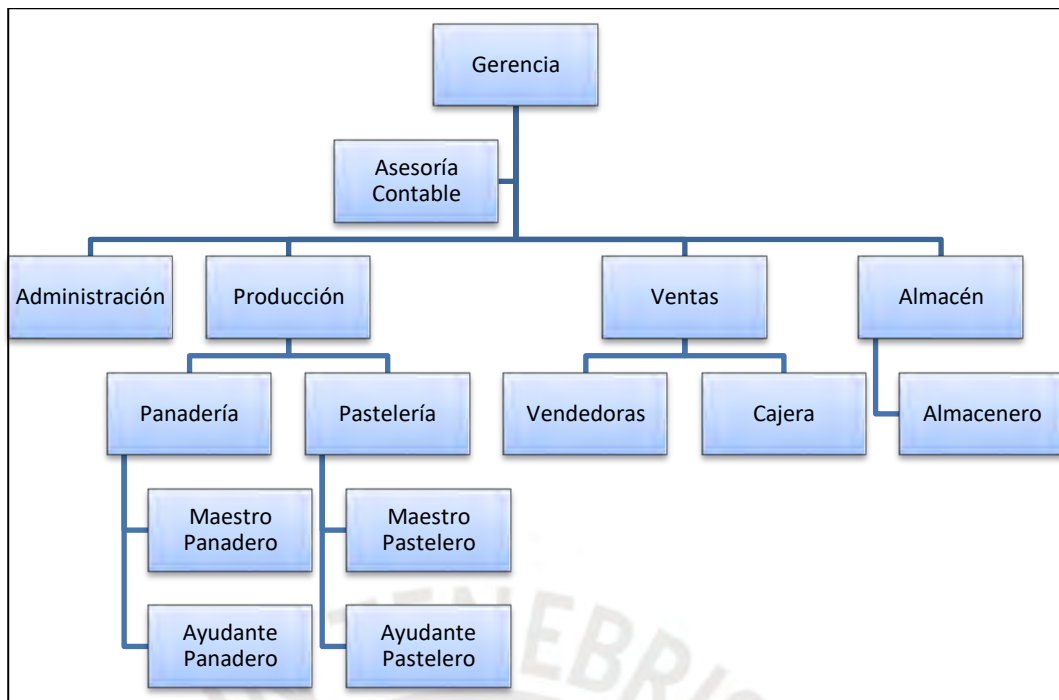 Gerencia
Asesoría
Contable
Administración
Producción
Ventas
Almacén
Panadería
Pastelería
Vendedoras
Cajera
Almacenero
Maestro
Panadero
Maestro
Pastelero
Ayudante
Panadero
Ayudante
Pastelero
TENEBRIS